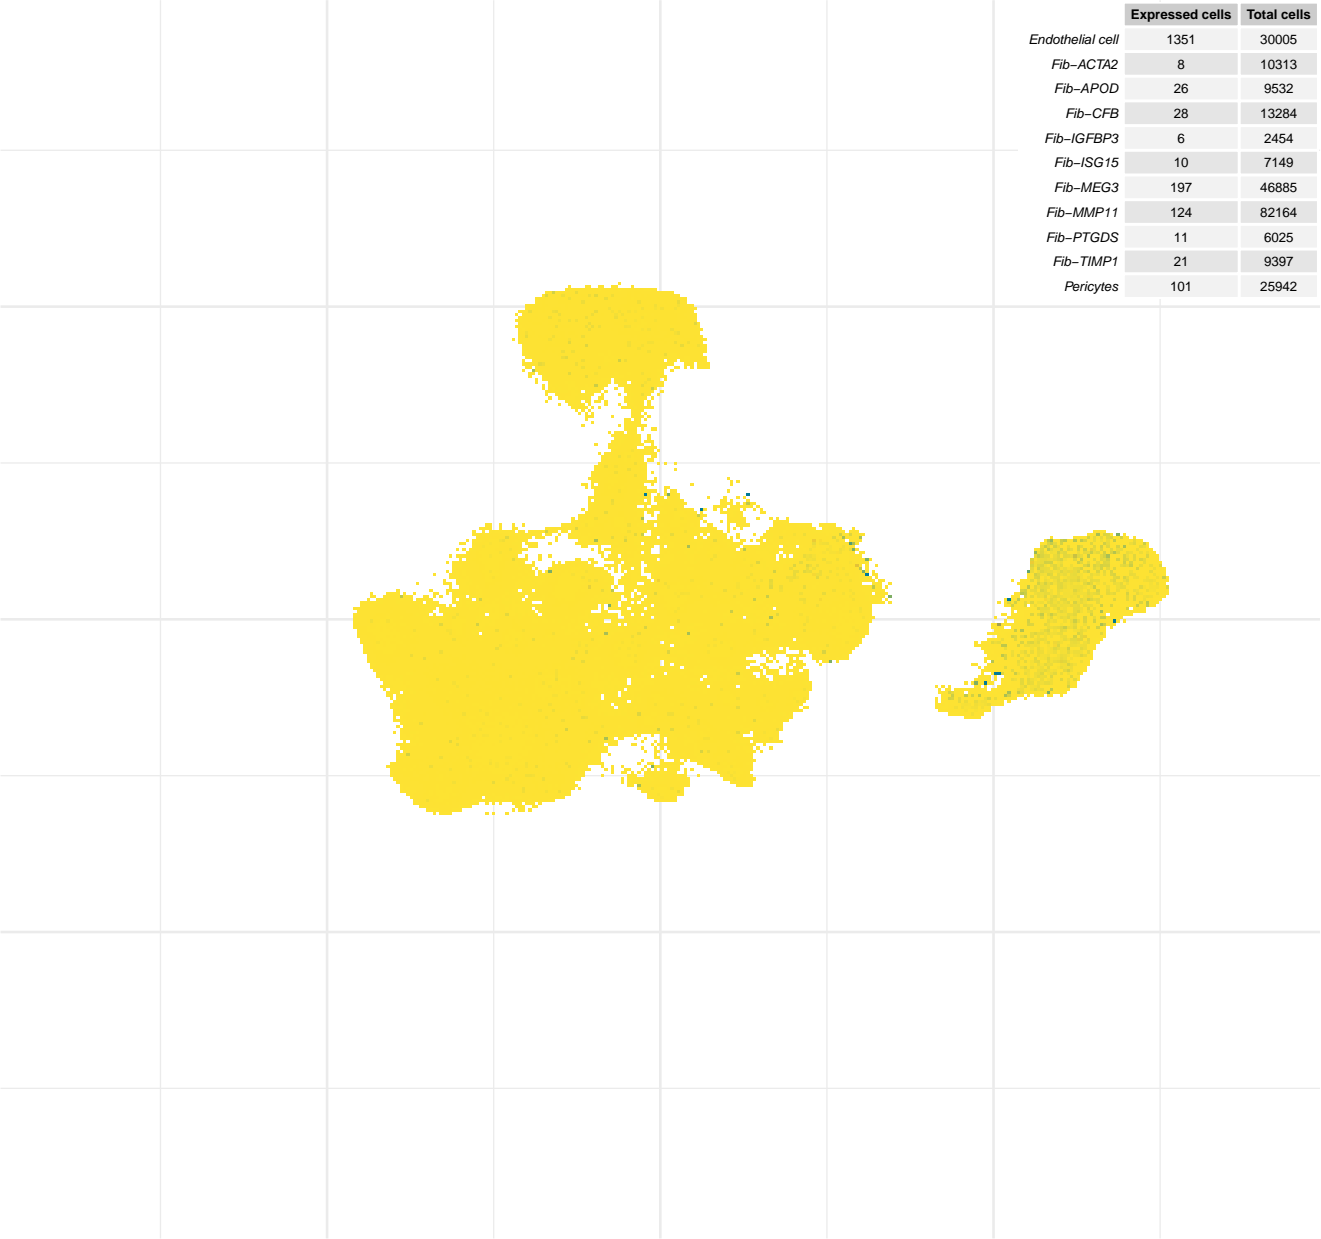 Expressed cells Total cells
Endothelial cell 1351 30005
Fib−ACTA2 8 10313
Fib−APOD 26 9532
Fib−CFB 28 13284
Fib−IGFBP3 6 2454
Fib−ISG15 10 7149
Fib−MEG3 197 46885
Fib−MMP11 124 82164
Fib−PTGDS 11 6025
Fib−TIMP1 21 9397
Pericytes 101 25942